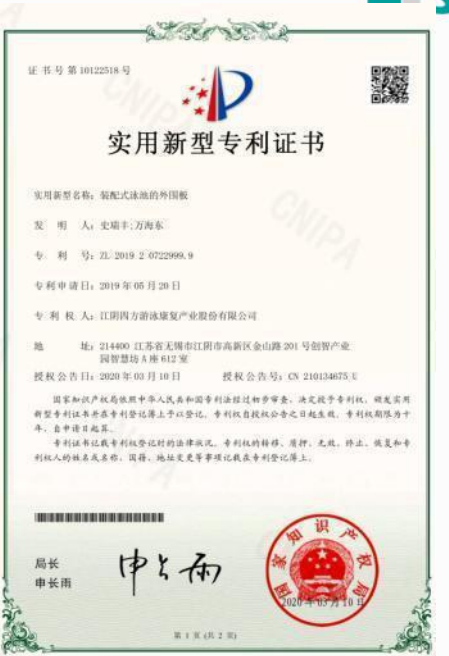 证书号第10122518号
实用新型专利证书
实用新型名称：装配式泳池的外围板
发 明 人：史瑞丰;万海东
专 利 号：ZL 2019 2 0722999.9
专利申请日：2019年05月20日
专 利 权 人：江阴四方游泳康复产业股份有限公司
地 址：214400 江苏省无锡市江阴市高新区金山路201号创智产业
园智慧坊A座612室
授权公告日：2020年03月10日 授权公告号：CN 210134675 U
国家知识产权局依照中华人民共和国专利法经过初步审查，决定授予专利权，颁发实用
新型专利证书并在专利登记簿上予以登记。专利权自授权公告之日起生效。专利权期限为十
年，自申请日起算。
专利证书记载专利权登记时的法律状况。专利权的转移、质押、无效、终止、恢复和专
利权人的姓名或名称、国籍、地址变更等事项记载在专利登记簿上。
局长
申长雨
申长雨
国家知识产权局
2020年03月10日
第 1 页 (共 2 页)
CNIPA
CNIPA